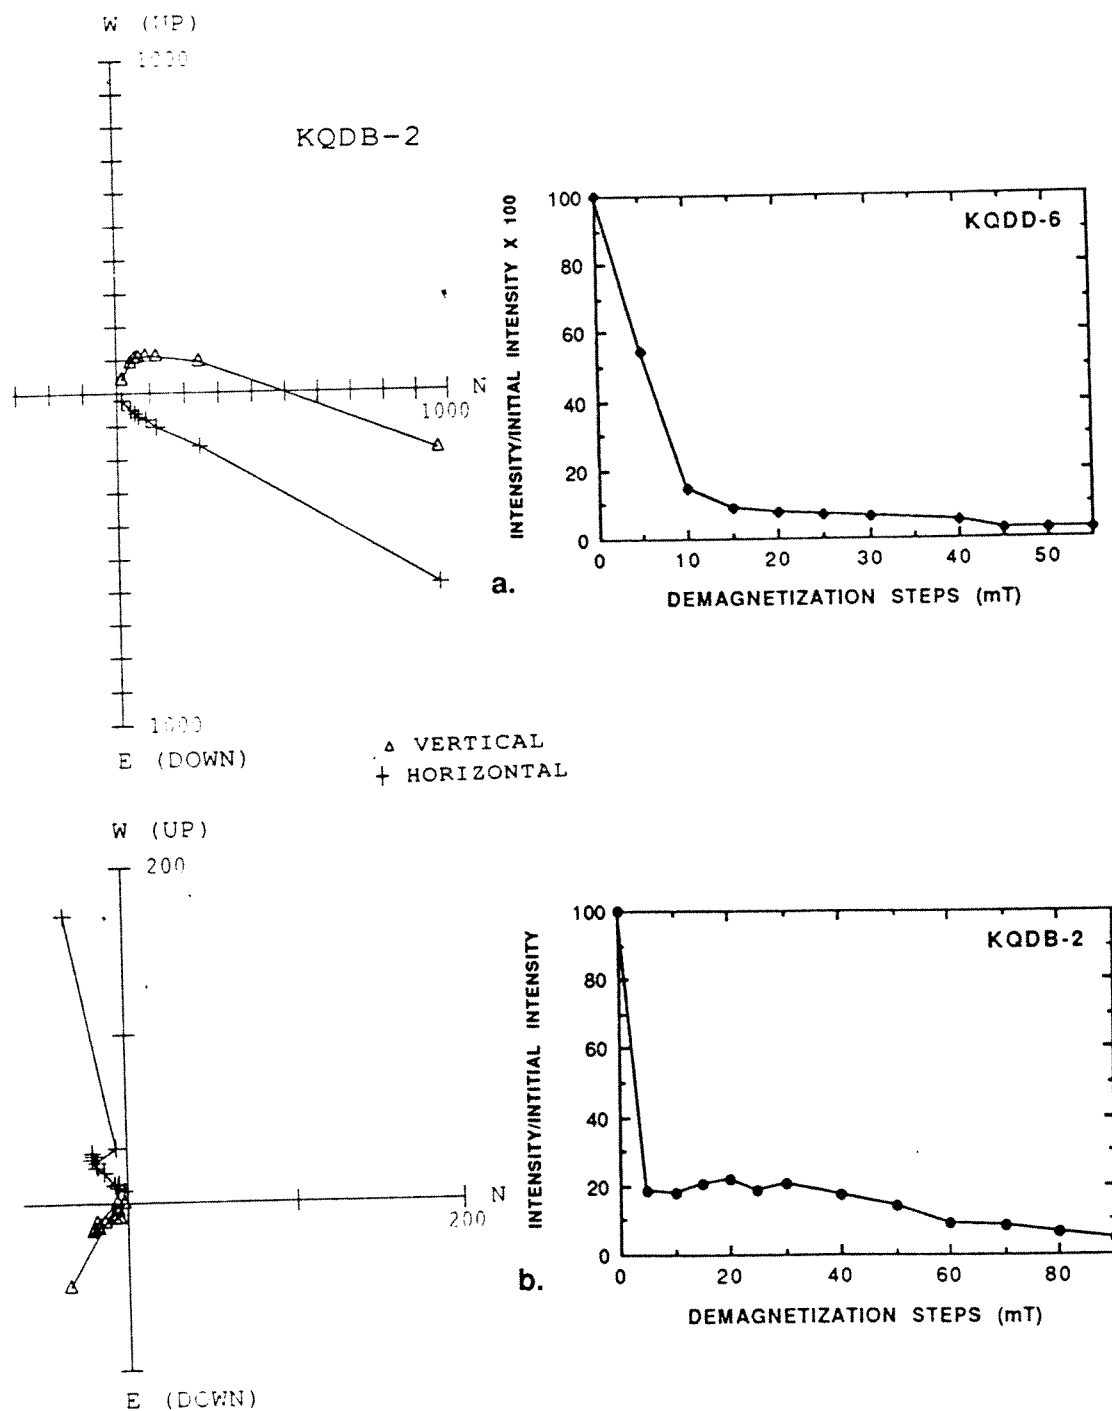 W (UP)
1000
KQDB-2
N
1000
1000
E (DOWN)
INTENSITY/INITIAL INTENSITY X 100
100
80
60
40
20
0
KQDD-6
0 10 20 30 40 50
a.
DEMAGNETIZATION STEPS (mT)
VERTICAL
HORIZONTAL
W (UP)
200
N
200
E (DOWN)
INTENSITY/INTITIAL INTENSITY
100
80
60
40
20
0
KQDB-2
0 20 40 60 80
b.
DEMAGNETIZATION STEPS (mT)